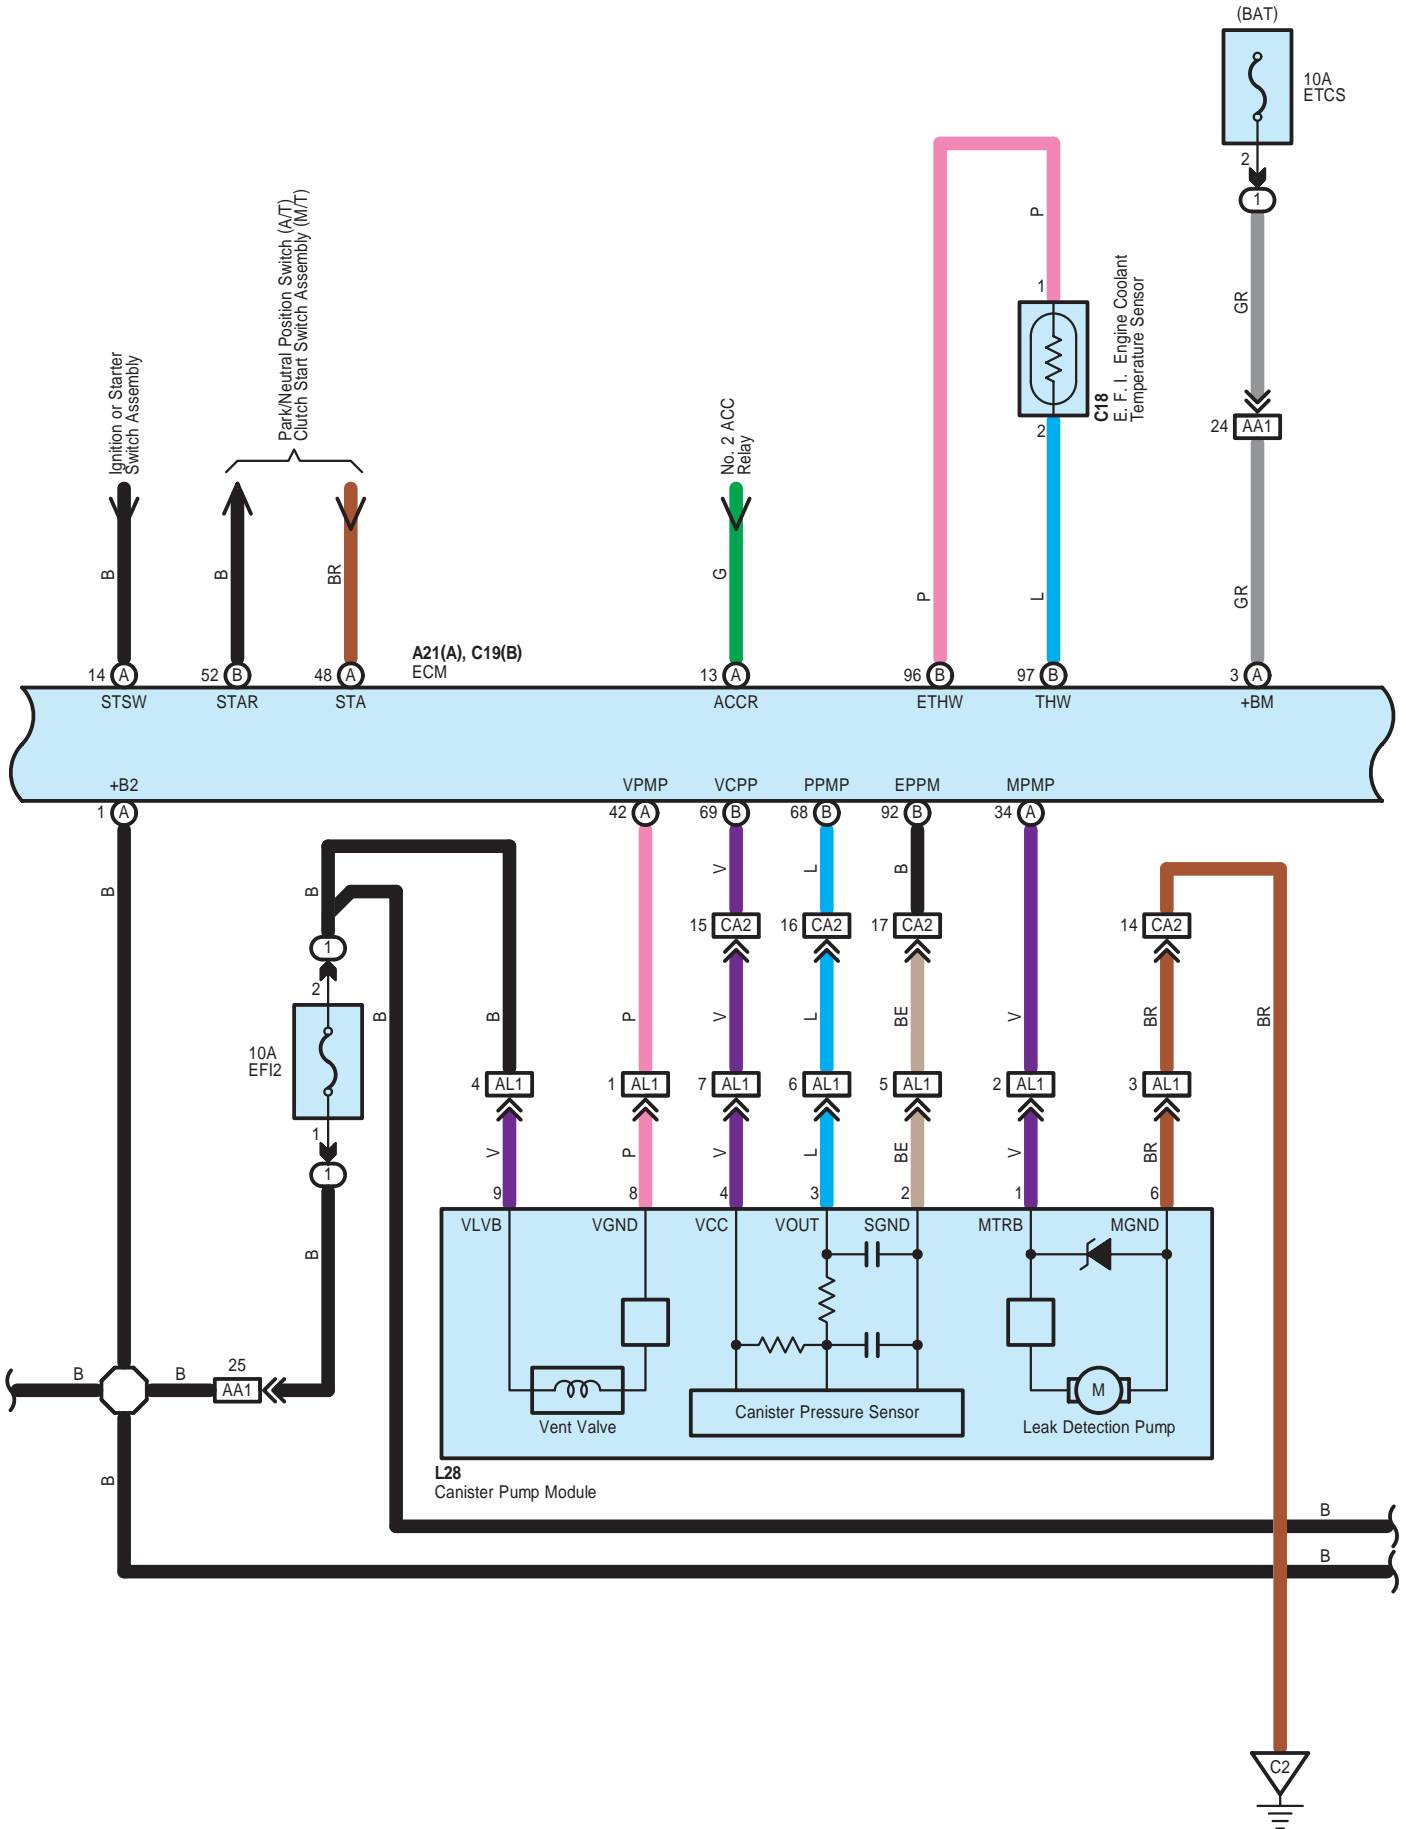 (BAT)
10A
ETCS
2
1
P
1
GR
Park/Neutral Position Switch (A/T)
Clutch Start Switch Assembly (M/T)
C18
E. F. I. Engine Coolant
Temperature Sensor
Ignition or Starter
Switch Assembly
No. 2 ACC
Relay
2
24 AA1
B
B
BR
G
P
L
GR
A21(A), C19(B)
ECM
14 A
52 B
48 A
13 A
96 B
97 B
3 A
STSW
STAR
STA
ACCR
ETHW
THW
+BM
+B2
VPMP
VCPP
PPMP
EPPM
MPMP
1 A
42 A
69 B
68 B
92 B
34 A
B
B
V
L
B
15 CA2
16 CA2
17 CA2
14 CA2
1
2
B
B
P
V
L
BE
V
BR
BR
10A
EFI2
4 AL1
1 AL1
7 AL1
6 AL1
5 AL1
2 AL1
3 AL1
1
1
V
P
V
L
BE
V
BR
9
8
4
3
2
1
6
VLVB
VGND
VCC
VOUT
SGND
MTRB
MGND
B
B
B
25
AA1
M
Vent Valve
Canister Pressure Sensor
Leak Detection Pump
L28
Canister Pump Module
B
B
B
C2